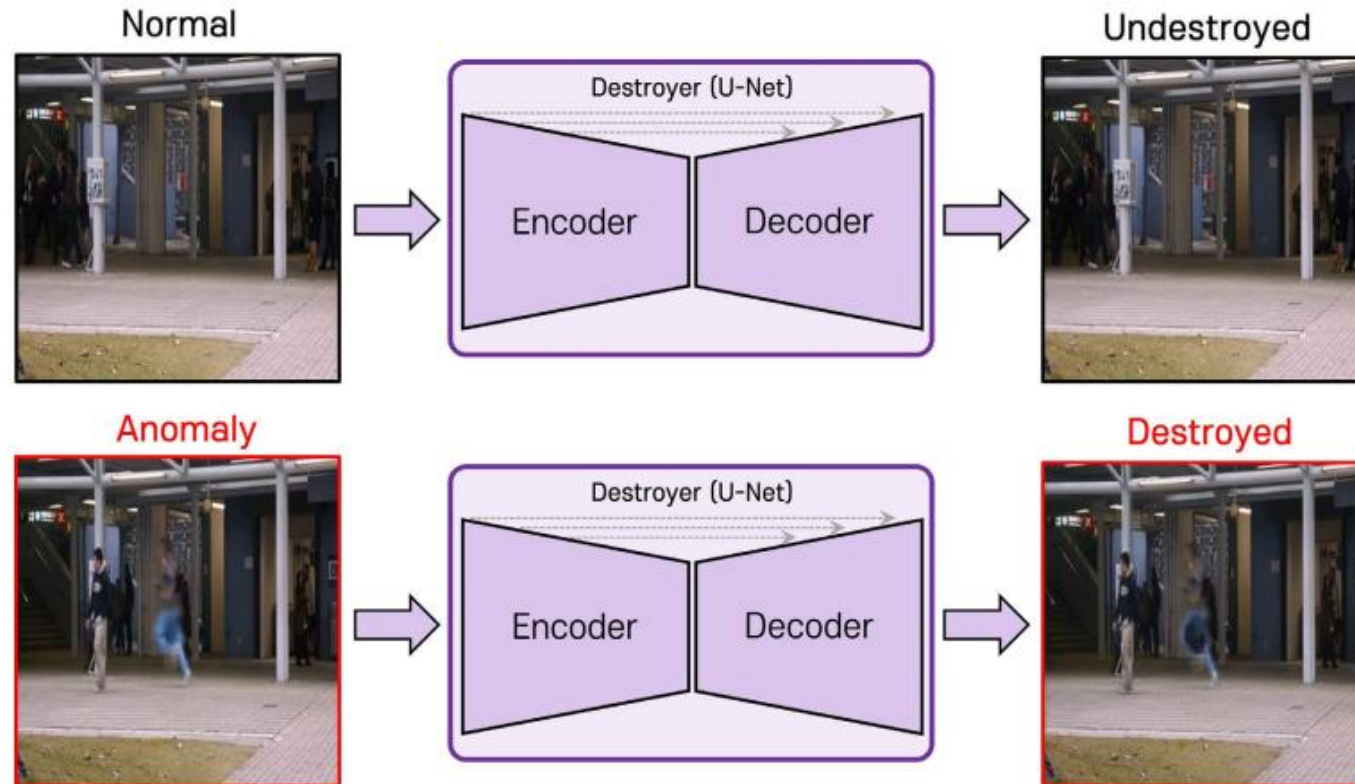 Normal
Undestroyed
Destroyer (U-Net)
Encoder
Decoder
Anomaly
Destroyed
Destroyer (U-Net)
Encoder
Decoder